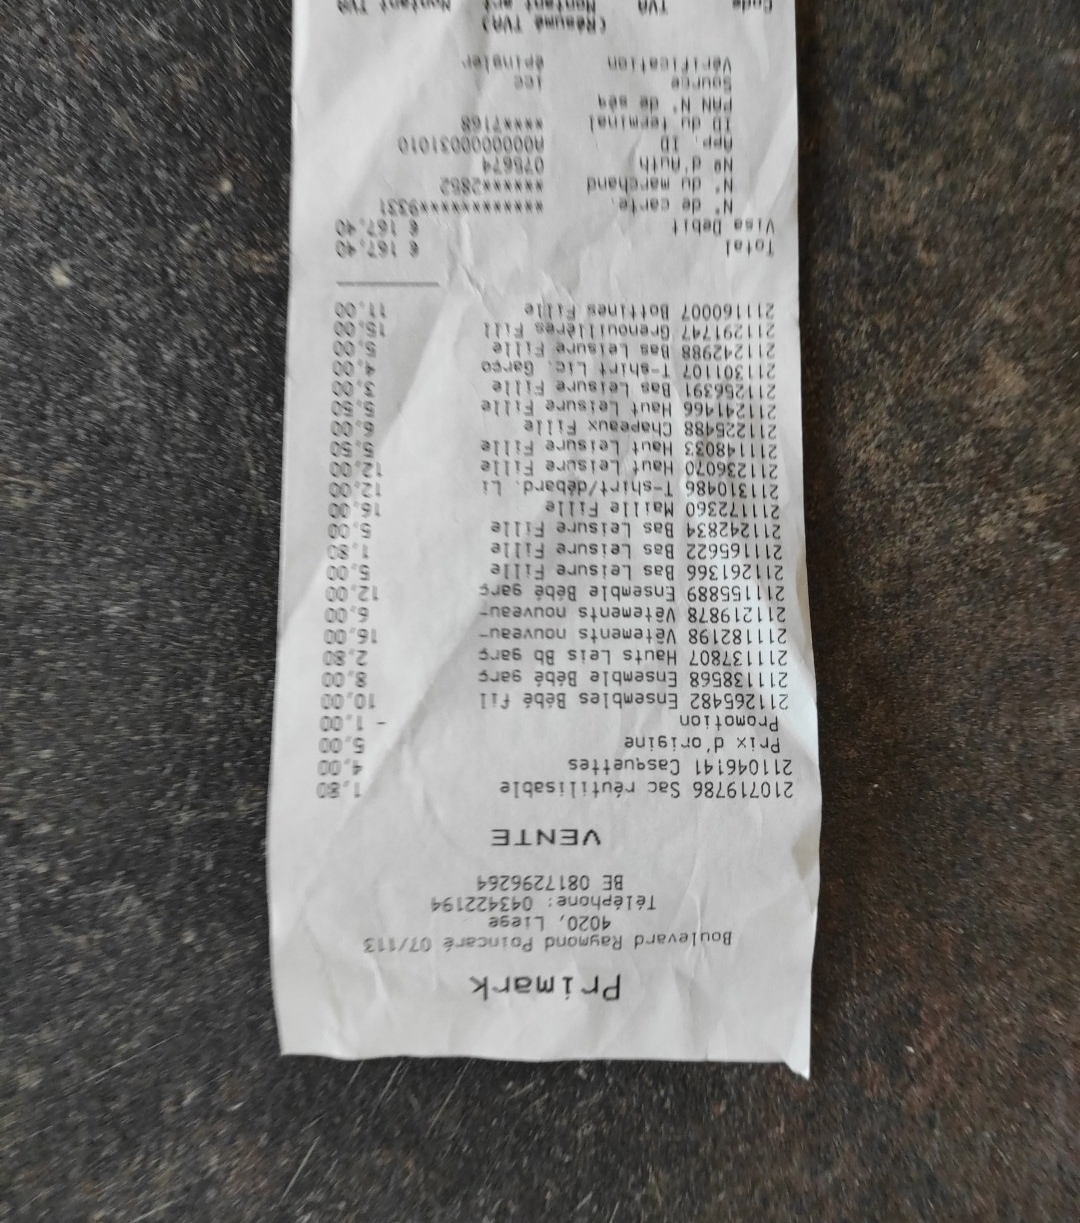 Primark
Boulevard Raymond Poincaré 07/113
4020, Liege
Téléphone: 043422194
BE 0817296264
VENTE
210719786 Sac réutilisable 1,80
211046141 Casquettes 4,00
Prix d'origine 5,00
Promotion - 1,00
211265482 Ensembles Bébé fil 10,00
211138568 Ensemble Bébé garç 8,00
211137807 Hauts Leis Bb garç 2,80
211182198 Vêtements nouveau- 16,00
211219878 Vêtements nouveau- 6,00
211155889 Ensemble Bébé garç 12,00
211261366 Bas Leisure Fille 5,00
211165622 Bas Leisure Fille 1,80
211242834 Bas Leisure Fille 5,00
211172360 Maille Fille 16,00
211310486 T-shirt/débard. Li 12,00
211236070 Haut Leisure Fille 12,00
211148033 Haut Leisure Fille 5,50
211225488 Chapeaux Fille 6,00
211241466 Haut Leisure Fille 5,50
211256391 Bas Leisure Fille 3,00
211301107 T-shirt Lic. Garço 4,00
211242988 Bas Leisure Fille 5,00
211291747 Grenouillères Fill 15,00
211160007 Bottines Fille 11,00
Total € 167,40
Visa Debit € 167,40
N° de carte. ************9331
N° du marchand *******2852
Nº d'Auth 075674
App. ID A0000000031010
ID du terminal ****7168
PAN N° de séq
Source icc
Vérification épingler
(Résumé TVA)
Code TVA Montant art Montant TVA